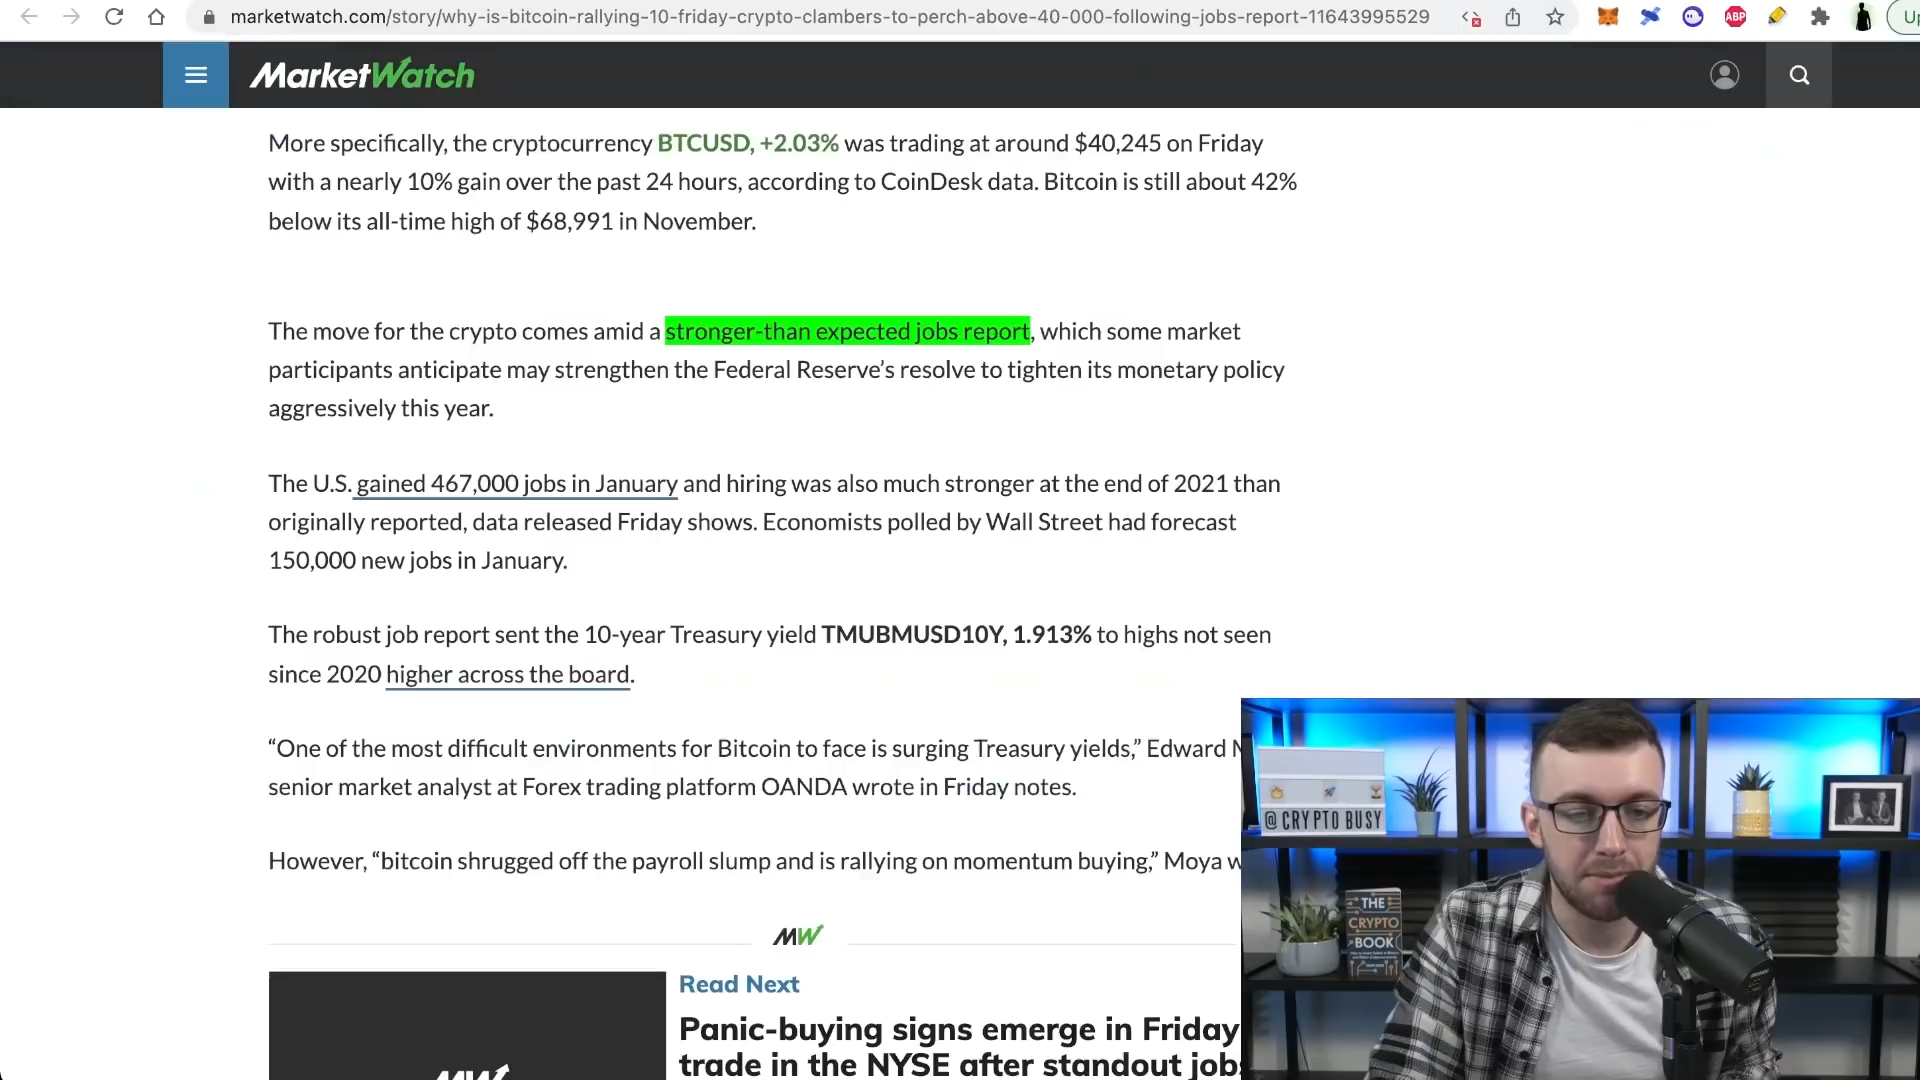 marketwatch.com/story/why-is-bitcoin-rallying-10-friday-crypto-clambers-to-perch-above-40-000-following-jobs-report-11643995529
ABP
MarketWatch
More specifically, the cryptocurrency BTCUSD, +2.03% was trading at around $40,245 on Friday
with a nearly 10% gain over the past 24 hours, according to CoinDesk data. Bitcoin is still about 42%
below its all-time high of $68,991 in November.
The move for the crypto comes amid a stronger-than expected jobs report, which some market
participants anticipate may strengthen the Federal Reserve’s resolve to tighten its monetary policy
aggressively this year.
The U.S. gained 467,000 jobs in January and hiring was also much stronger at the end of 2021 than
originally reported, data released Friday shows. Economists polled by Wall Street had forecast
150,000 new jobs in January.
The robust job report sent the 10-year Treasury yield TMUBMUSD10Y, 1.913% to highs not seen
since 2020 higher across the board.
“One of the most difficult environments for Bitcoin to face is surging Treasury yields,” Edward
senior market analyst at Forex trading platform OANDA wrote in Friday notes.
However, “bitcoin shrugged off the payroll slump and is rallying on momentum buying,” Moya
MW
Read Next
Panic-buying signs emerge in Friday
trade in the NYSE after standout
MW
@CRYPTO BUSY
THE
CRYPTO
BOOK